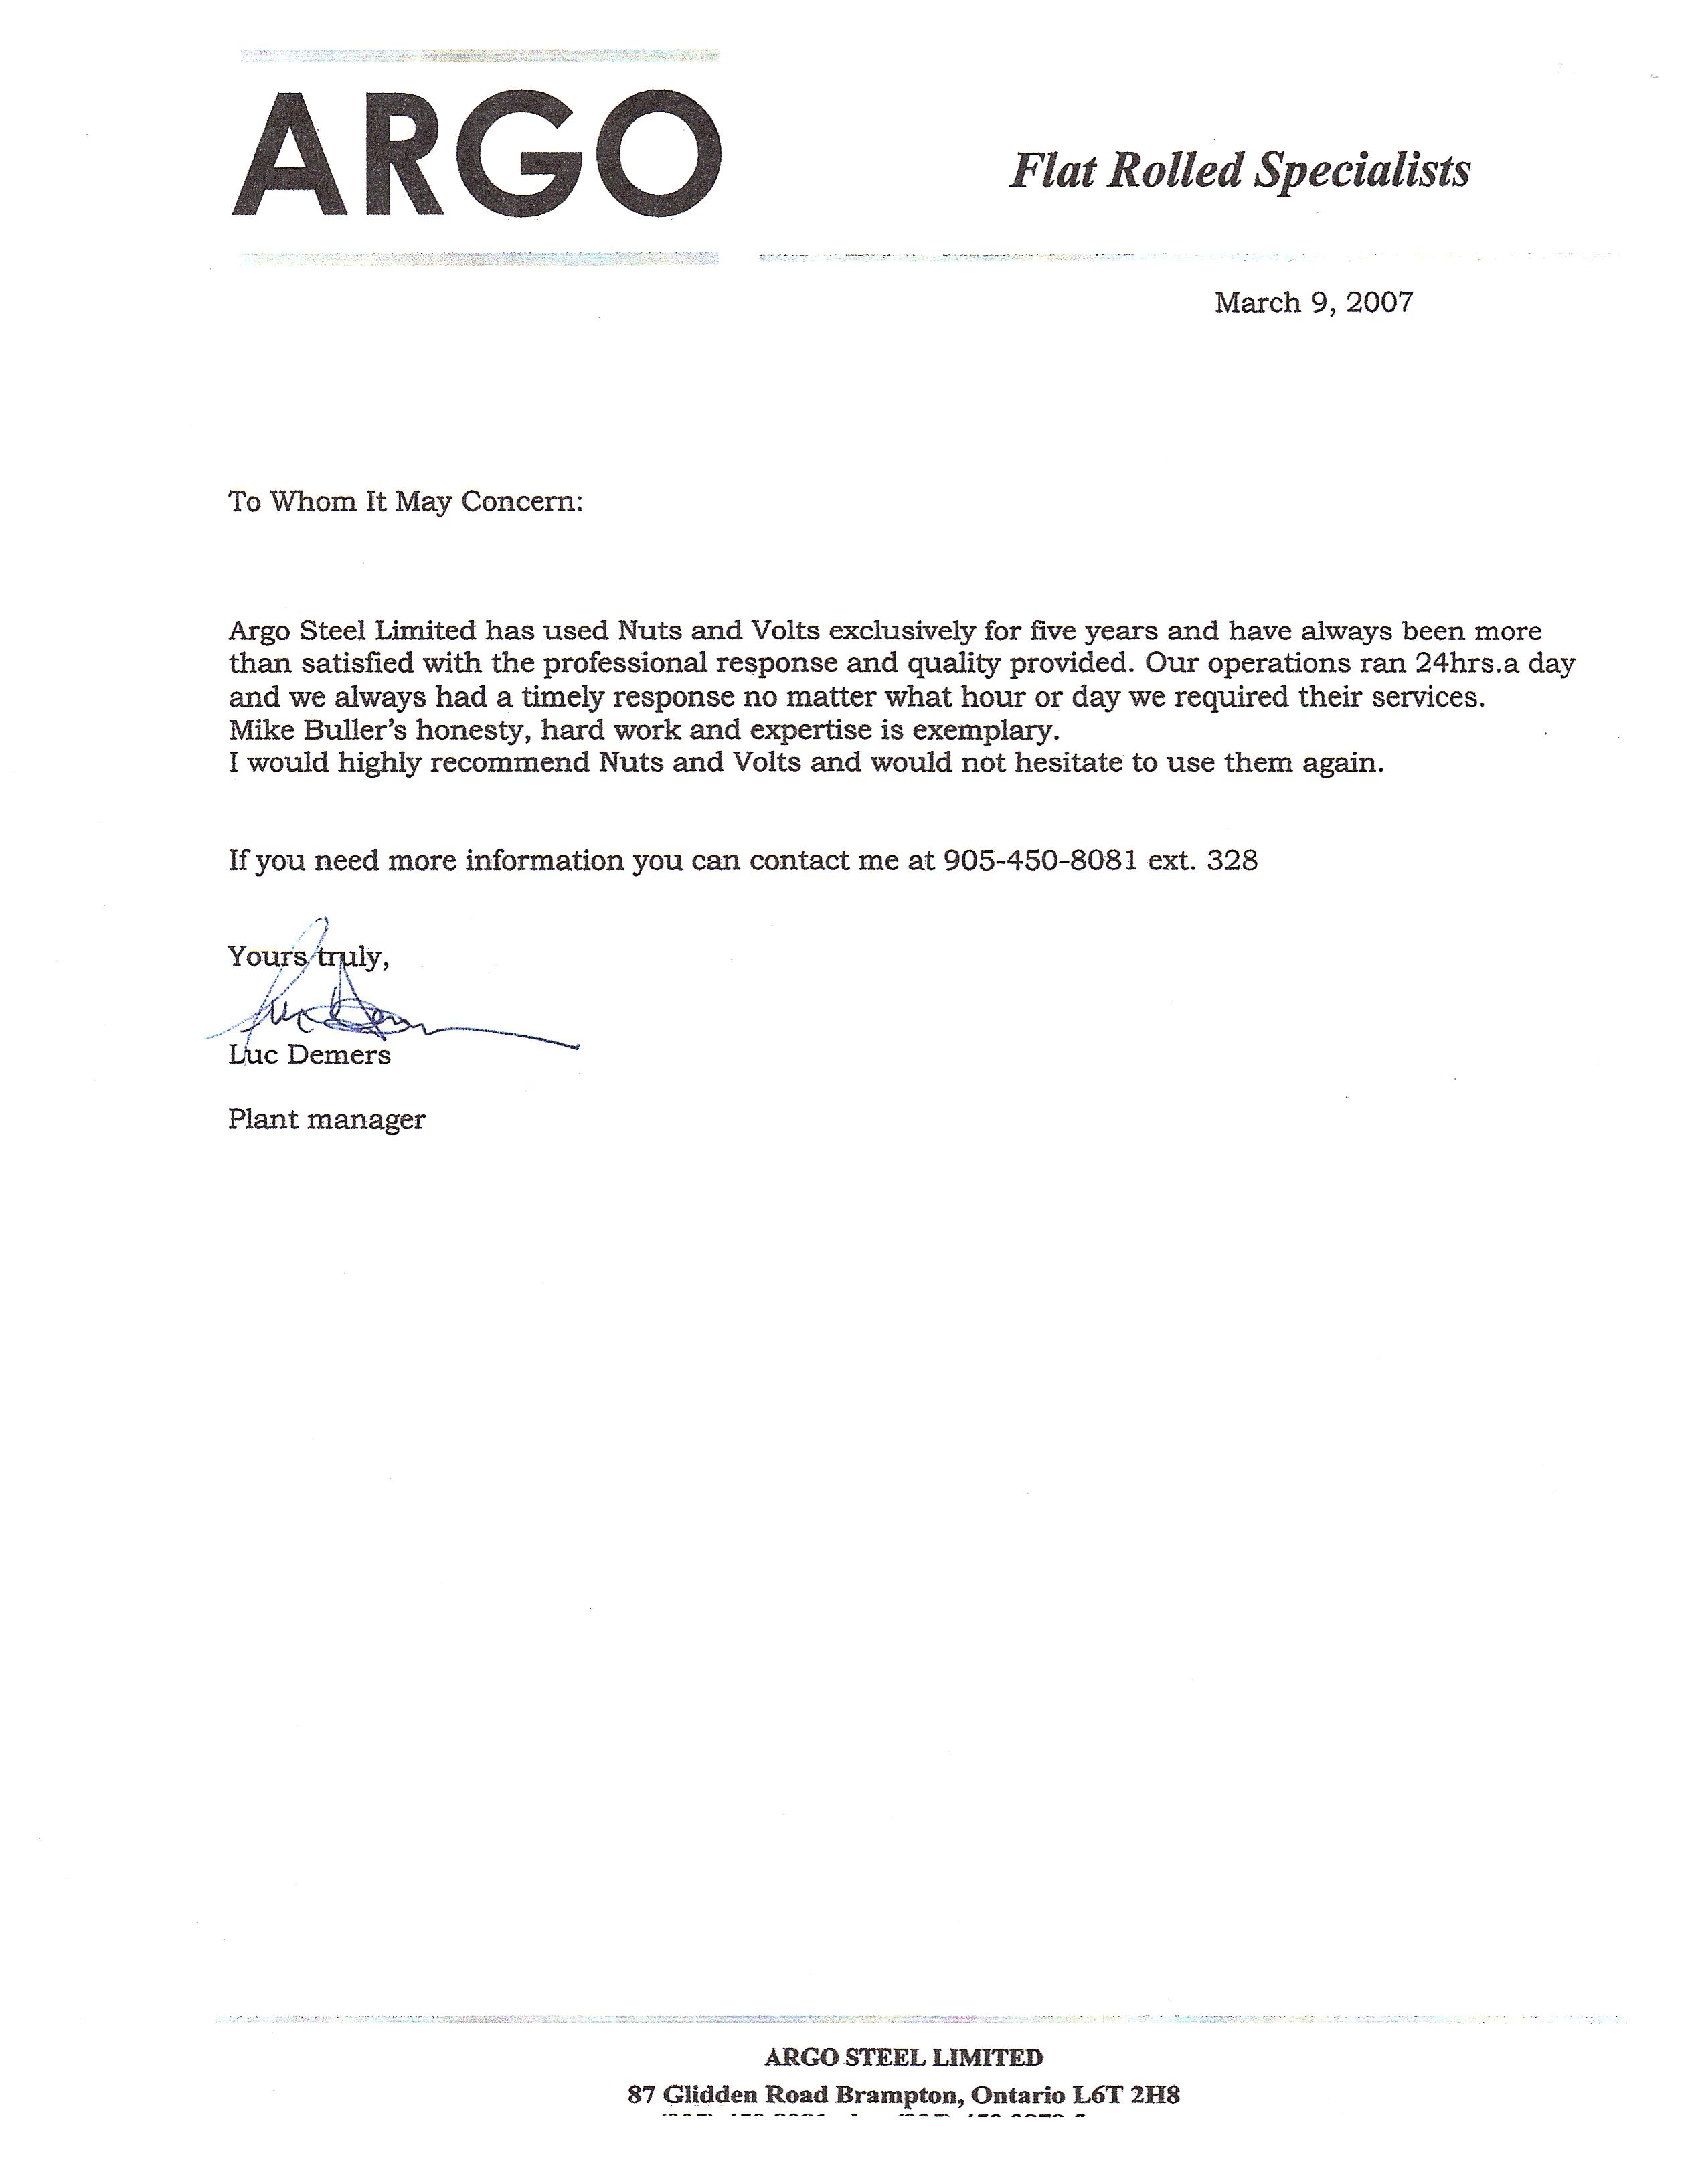 ARGO
Flat Rolled Specialists
March 9, 2007
To Whom It May Concern:
Argo Steel Limited has used Nuts and Volts exclusively for five years and have always been more
than satisfied with the professional response and quality provided. Our operations ran 24hrs.a day
and we always had a timely response no matter what hour or day we required their services.
Mike Buller's honesty, hard work and expertise is exemplary.
I would highly recommend Nuts and Volts and would not hesitate to use them again.
If you need more information you can contact me at 905-450-8081 ext. 328
Yours truly,
Luc Demers
Plant manager
ARGO STEEL LIMITED
87 Glidden Road Brampton, Ontario L6T 2H8